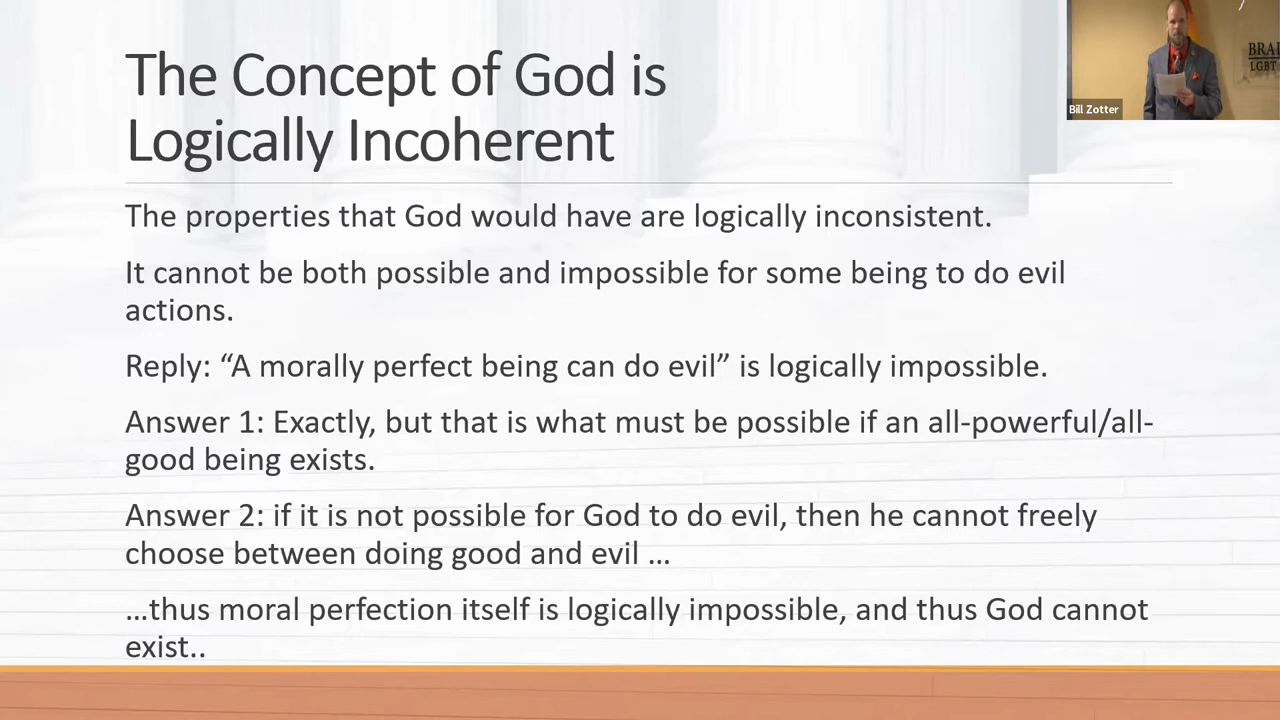 The Concept of God is
Logically Incoherent
Bill Zotter
LGBT
The properties that God would have are logically inconsistent.
It cannot be both possible and impossible for some being to do evil
actions.
Reply: “A morally perfect being can do evil” is logically impossible.
Answer 1: Exactly, but that is what must be possible if an all-powerful/all-
good being exists.
Answer 2: if it is not possible for God to do evil, then he cannot freely
choose between doing good and evil …
…thus moral perfection itself is logically impossible, and thus God cannot
exist..